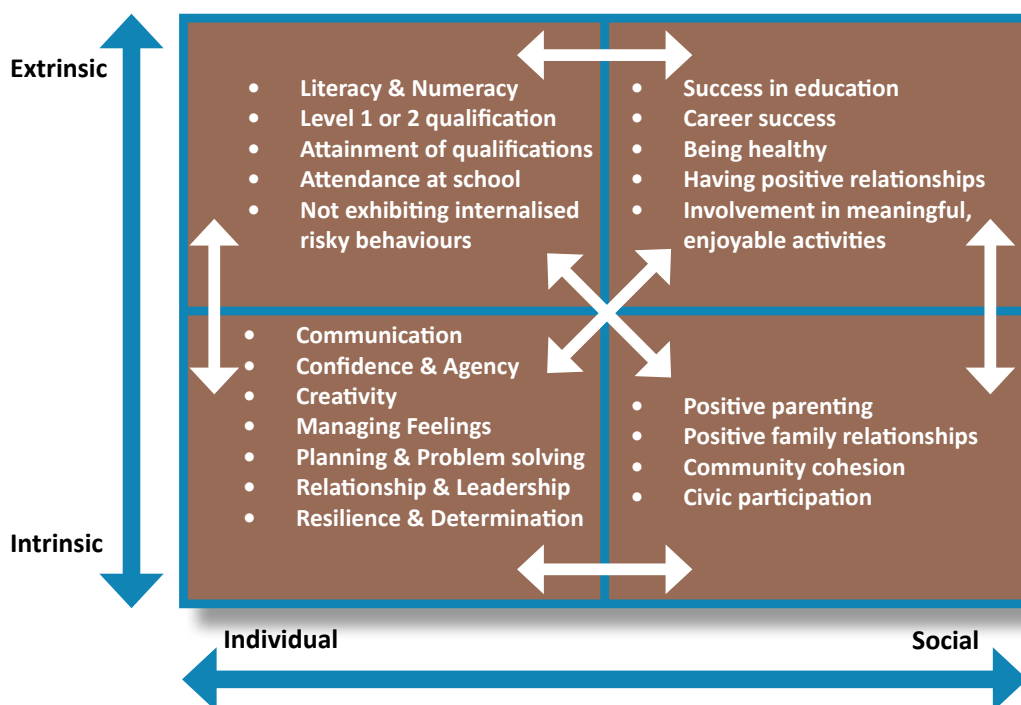 Extrinsic
• Literacy & Numeracy
• Level 1 or 2 qualification
• Attainment of qualifications
• Attendance at school
• Not exhibiting internalised
risky behaviours
• Success in education
• Career success
• Being healthy
• Having positive relationships
• Involvement in meaningful,
enjoyable activities
• Communication
• Confidence & Agency
• Creativity
• Managing Feelings
• Planning & Problem solving
• Relationship & Leadership
• Resilience & Determination
• Positive parenting
• Positive family relationships
• Community cohesion
• Civic participation
Intrinsic
Individual
Social